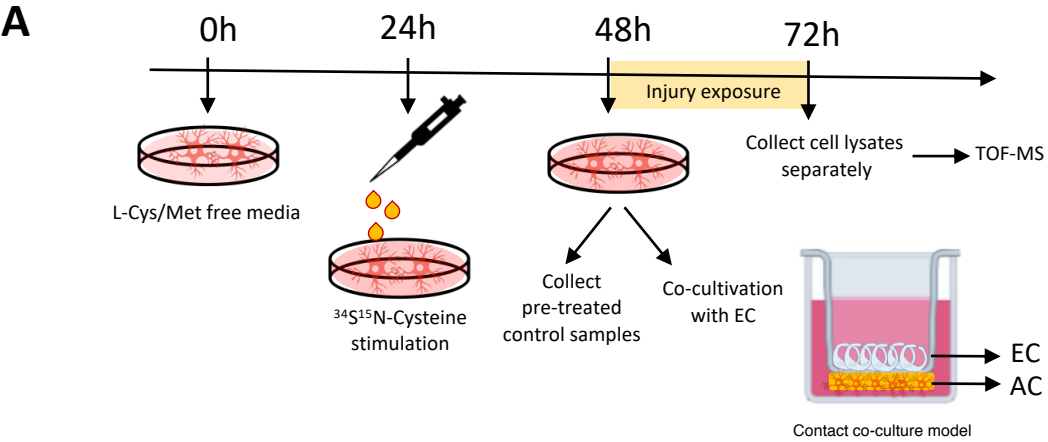 A
0h
24h
48h
72h
Injury exposure
L-Cys/Met free media
³⁴S¹⁵N-Cysteine
stimulation
Collect
pre-treated
control samples
Co-cultivation
with EC
Collect cell lysates
separately
TOF-MS
EC
AC
Contact co-culture model